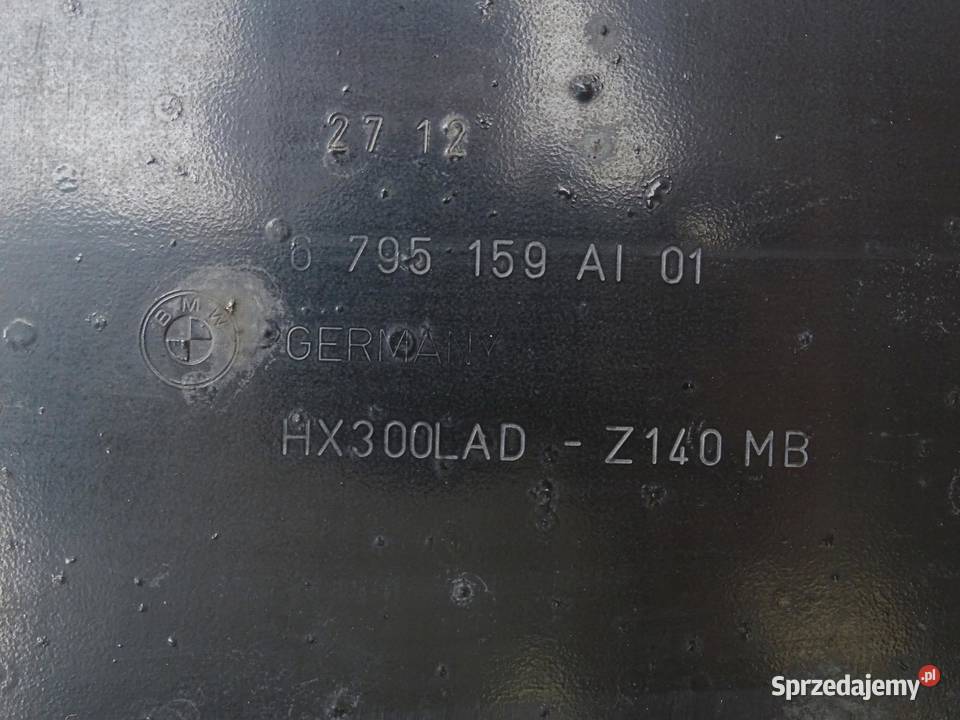 27 12
6 795 159 AI 01
BMW
GERMANY
HX300LAD - Z140 MB
Sprzedajemy.pl